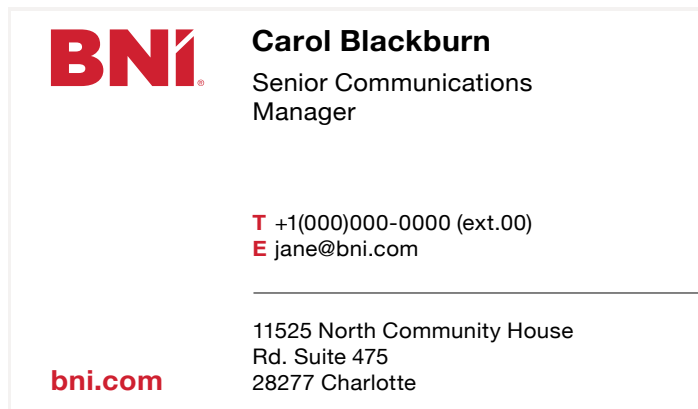 BNI®
Carol Blackburn
Senior Communications
Manager
T +1(000)000-0000 (ext.00)
E jane@bni.com
11525 North Community House
Rd. Suite 475
28277 Charlotte
bni.com